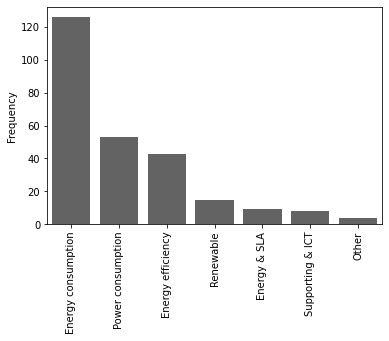 Frequency
120
100
80
60
40
20
0
Energy consumption
Power consumption
Energy efficiency
Renewable
Energy & SLA
Supporting & ICT
Other